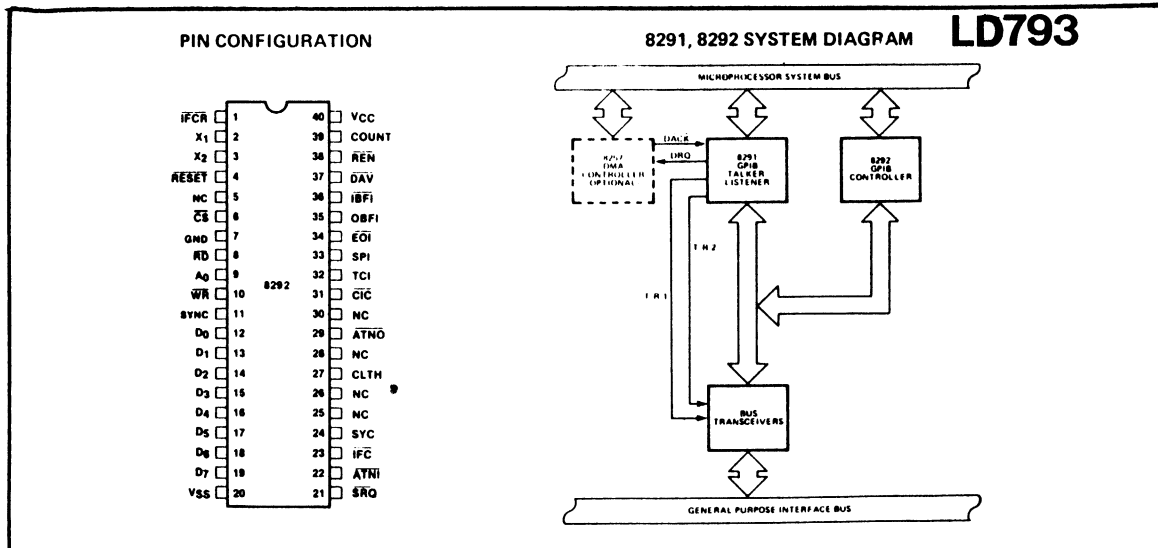 PIN CONFIGURATION
8291, 8292 SYSTEM DIAGRAM
LD793
IFCR 1 40 VCC
X1 2 39 COUNT
X2 3 38 REN
RESET 4 37 DAV
NC 5 36 IBFI
CS 6 35 OBFI
GND 7 34 EOI
RD 8 33 SPI
A0 9 32 TCI
8292
WR 10 31 CIC
SYNC 11 30 NC
D0 12 29 ATNO
D1 13 28 NC
D2 14 27 CLTH
D3 15 26 NC
D4 16 25 NC
D5 17 24 SYC
D6 18 23 IFC
D7 19 22 ATNI
VSS 20 21 SRQ
MICROPROCESSOR SYSTEM BUS
8257
DMA
CONTROLLER
OPTIONAL
DACK
DRQ
8291
GPIB
TALKER
LISTENER
8292
GPIB
CONTROLLER
T R 2
T R 1
BUS
TRANSCEIVERS
GENERAL PURPOSE INTERFACE BUS